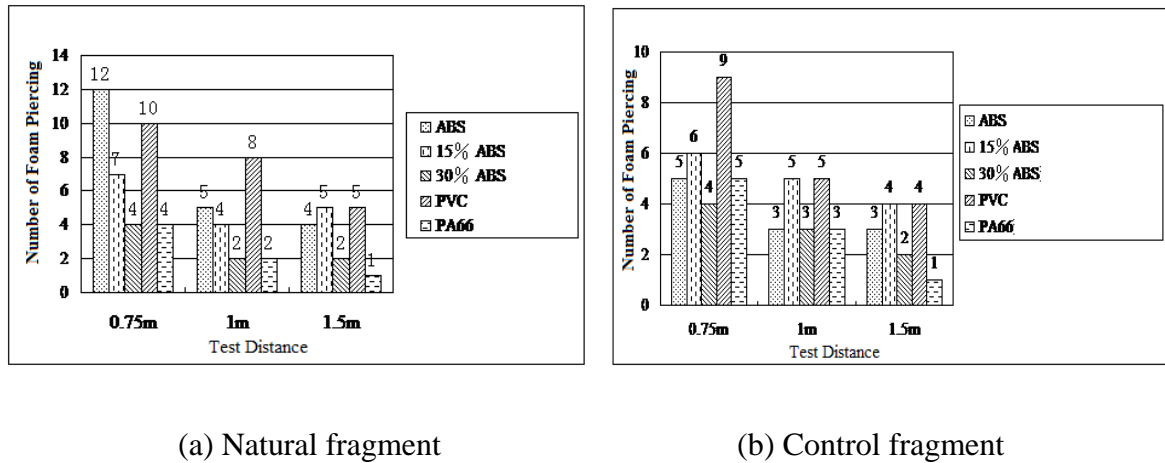 Number of Foam Piercing
14
12
10
8
6
4
2
0
12
7
4
10
4
5
4
2
8
2
4
5
2
5
1
0.75m
1m
1.5m
Test Distance
ABS
15% ABS
30% ABS
PVC
PA66
(a) Natural fragment
Number of Foam Piercing
10
8
6
4
2
0
5
6
4
9
5
3
5
3
5
3
3
4
2
4
1
0.75m
1m
1.5m
Test Distance
ABS
15% ABS
30% ABS
PVC
PA66
(b) Control fragment